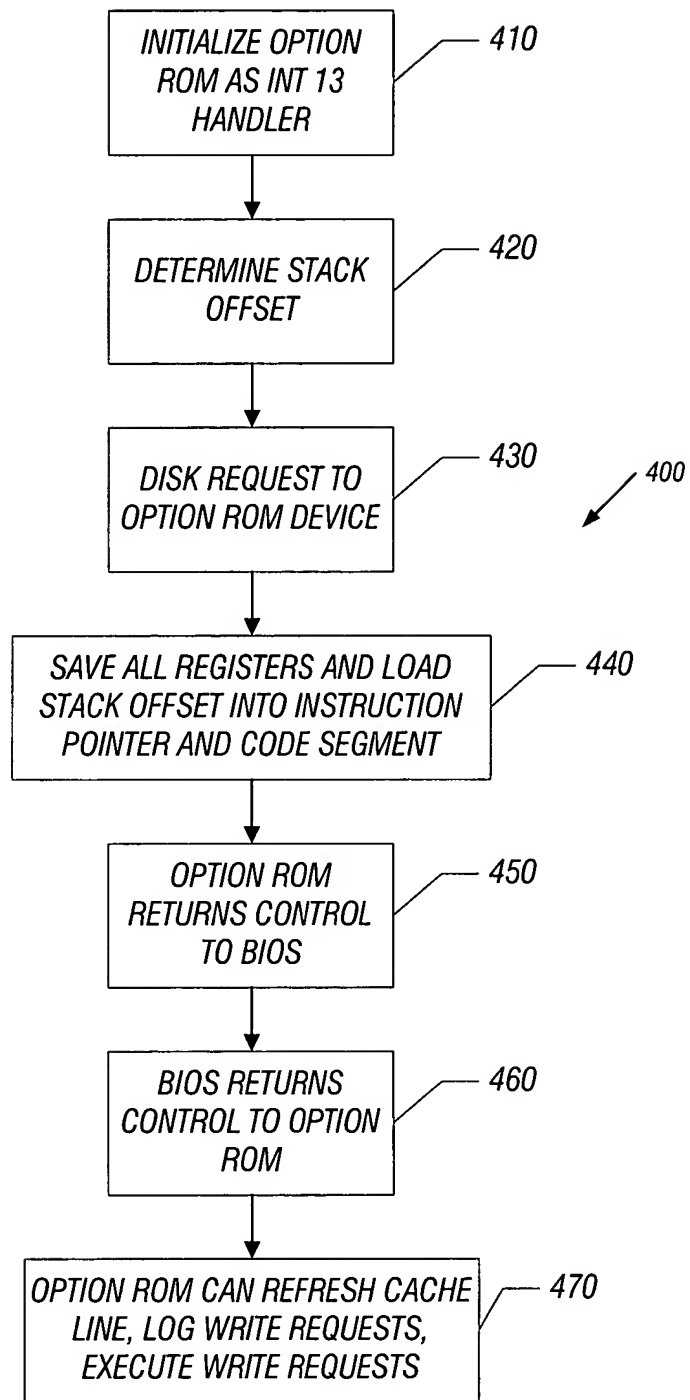 INITIALIZE OPTION
ROM AS INT 13
HANDLER
410
DETERMINE STACK
OFFSET
420
DISK REQUEST TO
OPTION ROM DEVICE
430
400
SAVE ALL REGISTERS AND LOAD
STACK OFFSET INTO INSTRUCTION
POINTER AND CODE SEGMENT
440
OPTION ROM
RETURNS CONTROL
TO BIOS
450
BIOS RETURNS
CONTROL TO OPTION
ROM
460
OPTION ROM CAN REFRESH CACHE
LINE, LOG WRITE REQUESTS,
EXECUTE WRITE REQUESTS
470